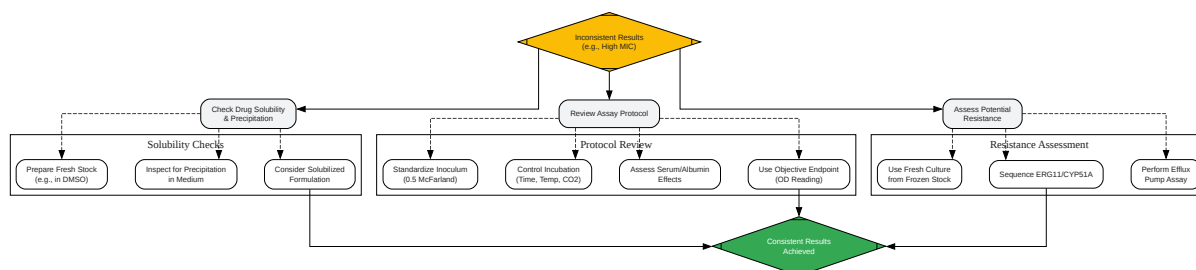 Inconsistent Results
(e.g., High MIC)
Check Drug Solubility
& Precipitation
Review Assay Protocol
Assess Potential
Resistance
Solubility Checks
Protocol Review
Resistance Assessment
Prepare Fresh Stock
(e.g., in DMSO)
Inspect for Precipitation
in Medium
Consider Solubilized
Formulation
Standardize Inoculum
(0.5 McFarland)
Control Incubation
(Time, Temp, CO2)
Assess Serum/Albumin
Effects
Use Objective Endpoint
(OD Reading)
Use Fresh Culture
from Frozen Stock
Sequence ERG11/CYP51A
Perform Efflux
Pump Assay
Consistent Results
Achieved